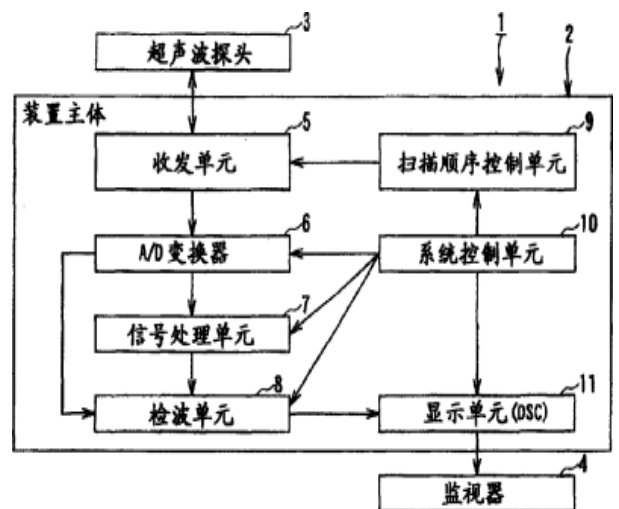 3
超声波探头
1
2
装置主体
5
收发单元
9
扫描顺序控制单元
6
A/D变换器
10
系统控制单元
7
信号处理单元
8
检波单元
11
显示单元(DSC)
4
监视器